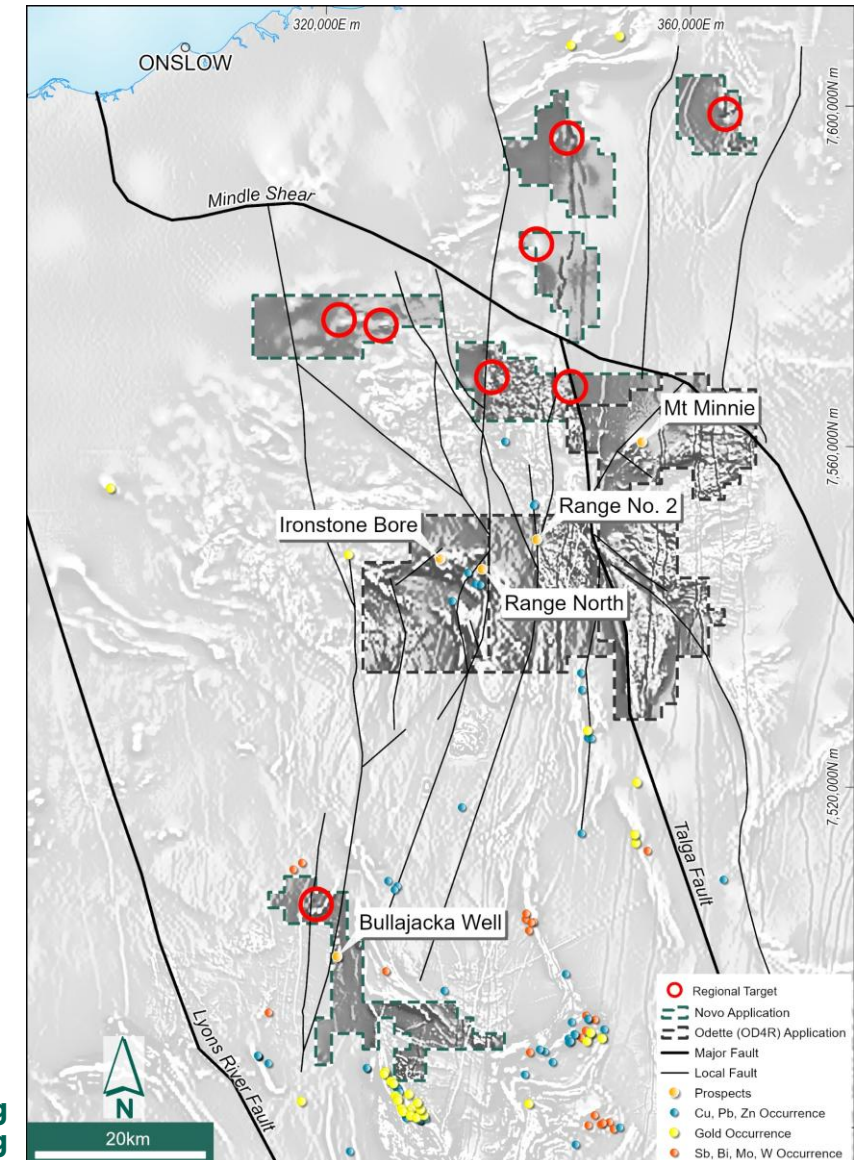 320,000E m
360,000E m
ONSLOW
7,600,000N m
Mindle Shear
Mt Minnie
7,560,000N m
Range No. 2
Ironstone Bore
Range North
7,520,000N m
Talga Fault
Bullajacka Well
Lyons River Fault
Regional Target
Novo Application
Odette (OD4R) Application
Major Fault
Local Fault
Prospects
Cu, Pb, Zn Occurrence
Gold Occurrence
Sb, Bi, Mo, W Occurrence
N
20km
g
g